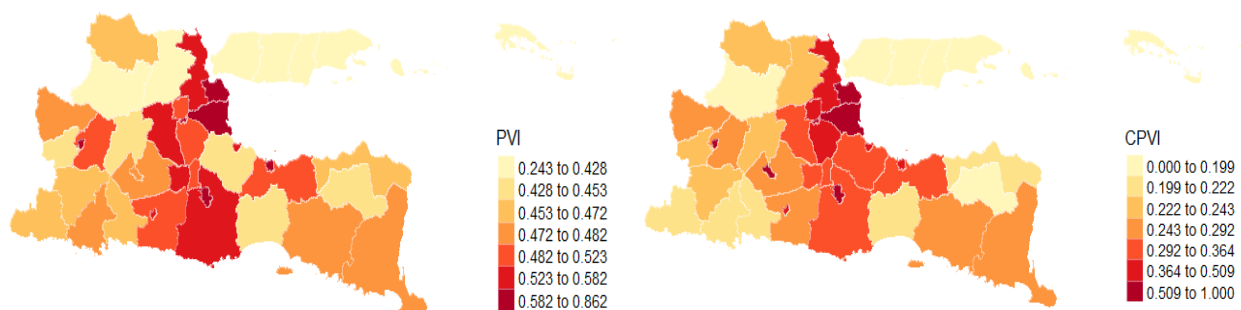 PVI
0.243 to 0.428
0.428 to 0.453
0.453 to 0.472
0.472 to 0.482
0.482 to 0.523
0.523 to 0.582
0.582 to 0.862
CPVI
0.000 to 0.199
0.199 to 0.222
0.222 to 0.243
0.243 to 0.292
0.292 to 0.364
0.364 to 0.509
0.509 to 1.000